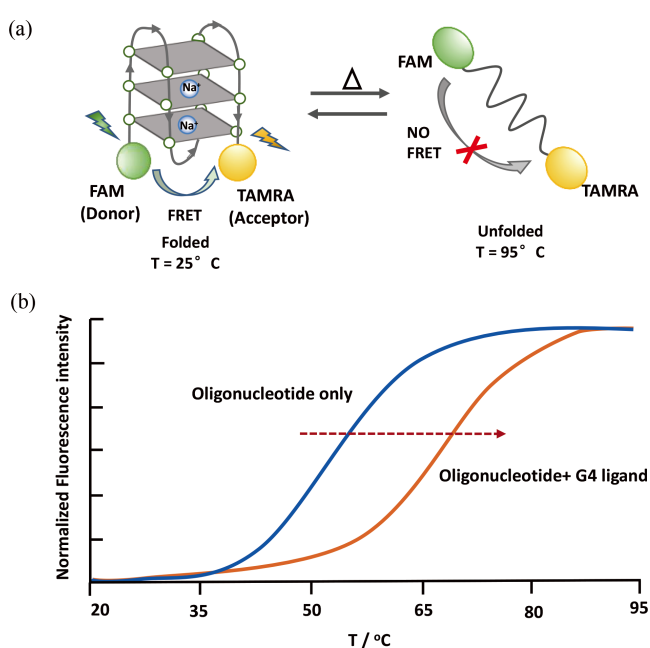 (a)
Na⁺
Na⁺
FAM
(Donor)
FRET
TAMRA
(Acceptor)
Folded
T = 25° C
Δ
FAM
NO
FRET
TAMRA
Unfolded
T = 95° C
(b)
Normalized Fluorescence intensity
Oligonucleotide only
Oligonucleotide+ G4 ligand
20 35 50 65 80 95
T / ºC